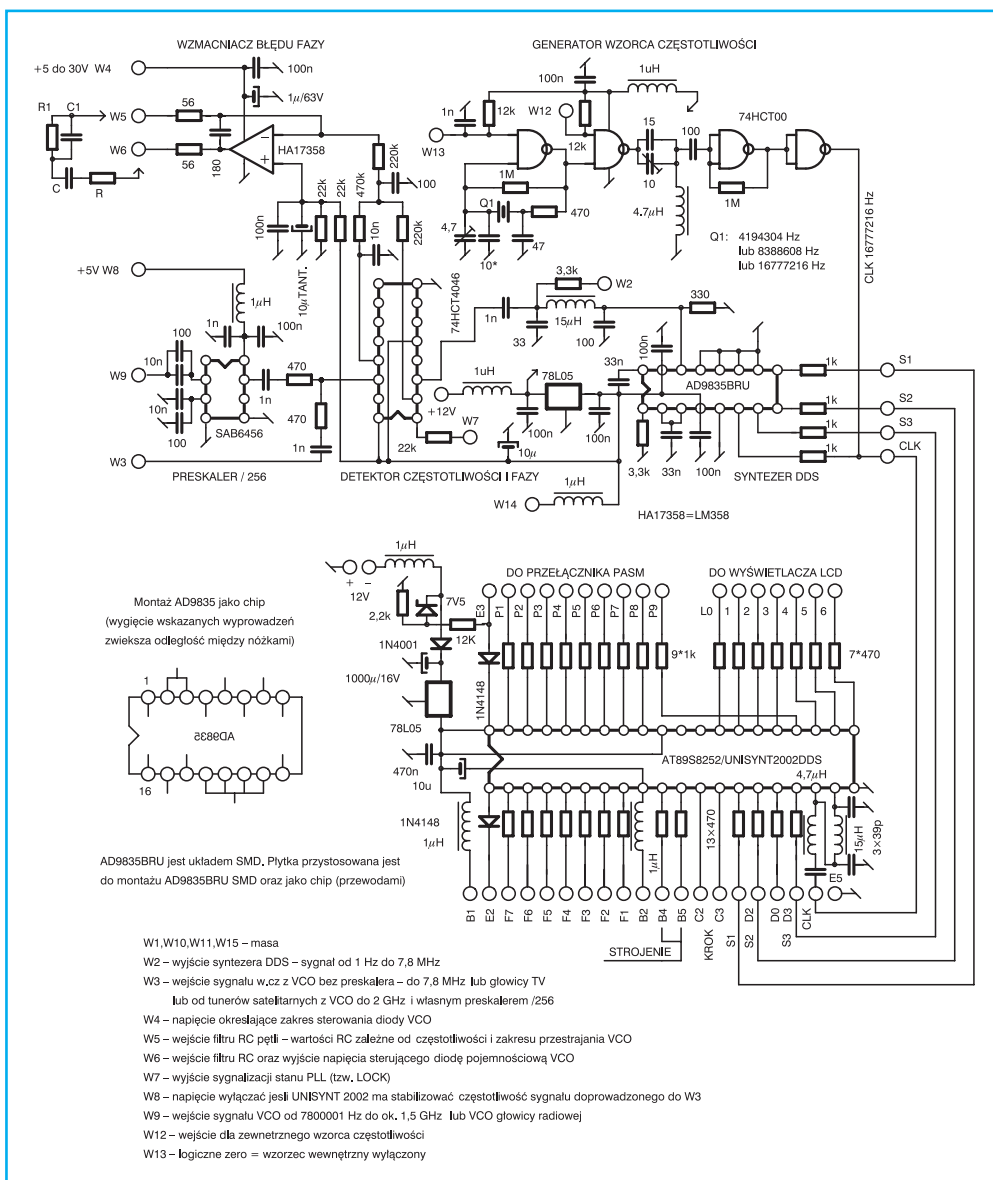 WZMACNIACZ BŁĘDU FAZY
GENERATOR WZORCA CZĘSTOTLIWOŚCI
+5 do 30V W4
100n
1µ/63V
R1
C1
W5
56
W6
56
180
HA17358
C
R
220k
100
22k
22k
470k
100n
10µTANT.
10n
220k
100n
1uH
1n
12k
W12
W13
12k
15
10
100
74HCT00
1M
1M
Q1
470
4,7
10*
47
4.7µH
Q1: 4194304 Hz
lub 8388608 Hz
lub 16777216 Hz
CLK 16777216 Hz
+5V W8
1µH
1n
100n
100
10n
W9
10n
100
SAB6456
1n
470
470
1n
W3
PRESKALER / 256
74HCT4046
3,3k
W2
1n
15µH
33
100
330
100n
1uH
+12V
78L05
33n
100n
100n
W7
22k
10µ
DETEKTOR CZĘSTOTLIWOŚCI I FAZY
AD9835BRU
1k
S1
1k
S2
1k
S3
1k
CLK
3,3k
33n
100n
SYNTEZER DDS
W14
1µH
HA17358=LM358
1µH
+ –
12V
2,2k
7V5
12K
1N4001
1000µ/16V
78L05
470n
10u
DO PRZEŁĄCZNIKA PASM
E3
P1
P2
P3
P4
P5
P6
P7
P8
P9
9*1k
1N4148
DO WYŚWIETLACZA LCD
L0
1
2
3
4
5
6
7*470
Montaż AD9835 jako chip
(wygięcie wskazanych wyprowadzeń
zwiększa odległość między nóżkami)
1
AD9835
16
AT89S8252/UNISYNT2002DDS
4,7µH
1N4148
1µH
1µH
13×470
15µH
3×39p
E5
B1
E2
F7
F6
F5
F4
F3
F2
F1
B2
B4
B5
C2
KROK
C3
S1
S2
D2
D0
S3
D3
CLK
STROJENIE
AD9835BRU jest układem SMD. Płytka przystosowana jest
do montażu AD9835BRU SMD oraz jako chip (przewodami)
W1,W10,W11,W15 – masa
W2 – wyjście syntezera DDS – sygnał od 1 Hz do 7,8 MHz
W3 – wejście sygnału w.cz z VCO bez preskalera – do 7,8 MHz lub głowicy TV
lub od tunerów satelitarnych z VCO do 2 GHz i własnym preskalerem /256
W4 – napięcie okreslające zakres sterowania diody VCO
W5 – wejście filtru RC pętli – wartości RC zależne od częstotliwości i zakresu przestrajania VCO
W6 – wejście filtru RC oraz wyjście napięcia sterującego diodę pojemnościową VCO
W7 – wyjście sygnalizacji stanu PLL (tzw. LOCK)
W8 – napięcie wyłączać jesli UNISYNT 2002 ma stabilizować częstotliwość sygnału doprowadzonego do W3
W9 – wejście sygnału VCO od 7800001 Hz do ok. 1,5 GHz lub VCO głowicy radiowej
W12 – wejście dla zewnetrznego wzorca częstotliwości
W13 – logiczne zero = wzorzec wewnętrzny wyłączony